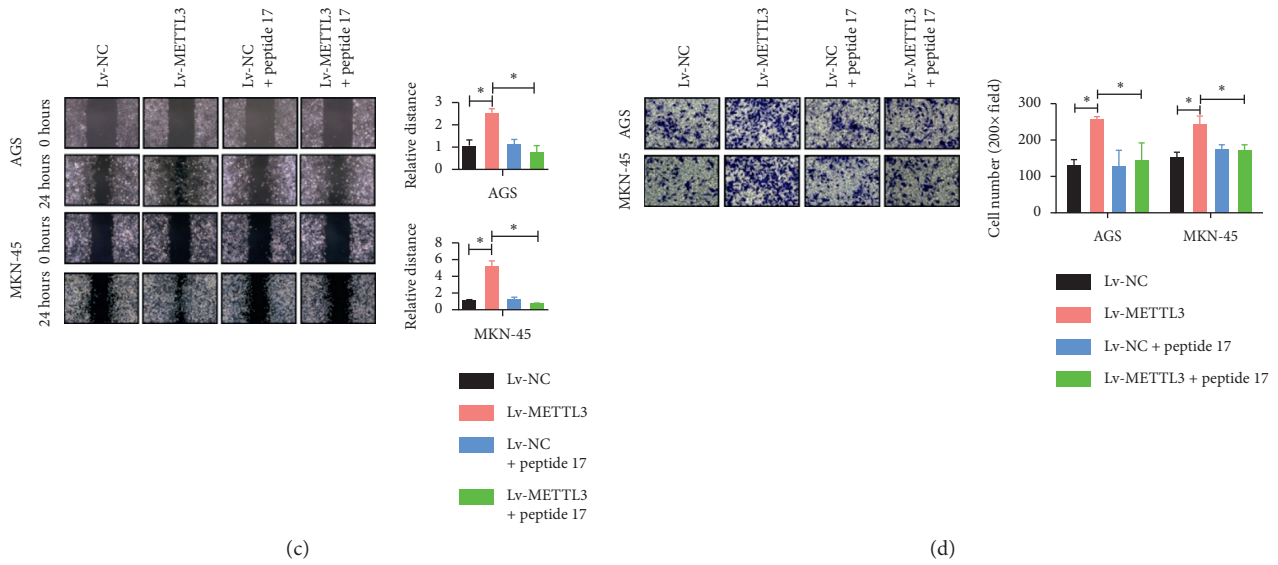 Lv-NC
Lv-METTL3
Lv-NC
+ peptide 17
Lv-METTL3
+ peptide 17
AGS
0 hours
24 hours
MKN-45
0 hours
24 hours
Relative distance
3
2
1
0
*
*
AGS
Relative distance
8
6
4
2
0
*
*
MKN-45
Lv-NC
Lv-METTL3
Lv-NC
+ peptide 17
Lv-METTL3
+ peptide 17
(c)
Lv-NC
Lv-METTL3
Lv-NC
+ peptide 17
Lv-METTL3
+ peptide 17
AGS
MKN-45
Cell number (200× field)
300
200
100
0
*
*
*
*
AGS
MKN-45
Lv-NC
Lv-METTL3
Lv-NC + peptide 17
Lv-METTL3 + peptide 17
(d)